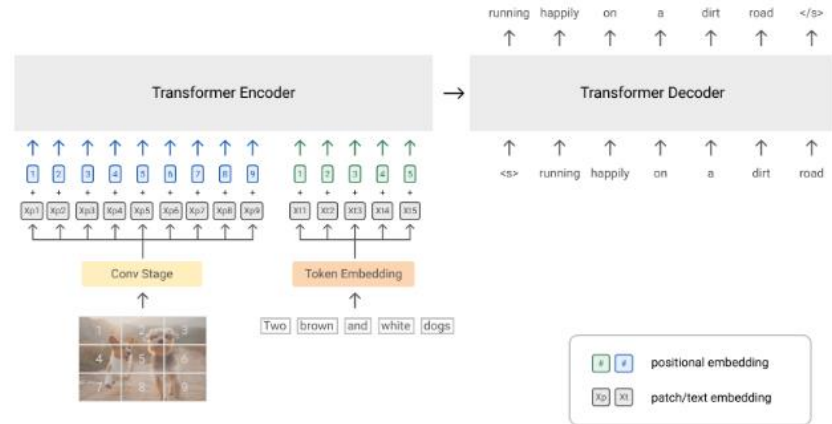 running happily on a dirt road </s>
Transformer Encoder
Transformer Decoder
1 2 3 4 5 6 7 8 9 1 2 3 4 5
+ + + + + + + + + + + + + +
<s> running happily on a dirt road
Xp1 Xp2 Xp3 Xp4 Xp5 Xp6 Xp7 Xp8 Xp9 Xt1 Xt2 Xt3 Xt4 Xt5
Conv Stage
Token Embedding
Two brown and white dogs
1 2 3
4 5 6
7 8 9
# # positional embedding
Xp Xt patch/text embedding